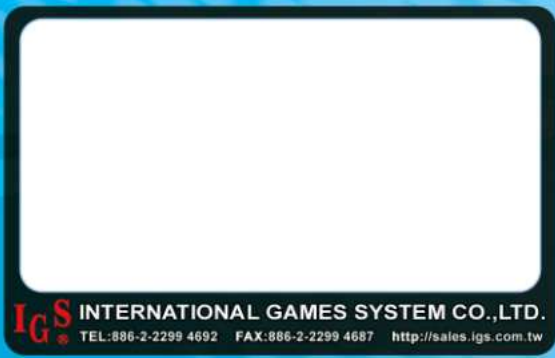 IGS ® INTERNATIONAL GAMES SYSTEM CO.,LTD.
TEL:886-2-2299 4692 FAX:886-2-2299 4687 http://sales.igs.com.tw